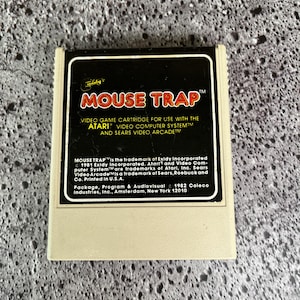 Exidy's
MOUSE TRAP™
VIDEO GAME CARTRIDGE FOR USE WITH THE
ATARI® VIDEO COMPUTER SYSTEM™
AND SEARS VIDEO ARCADE™
MOUSE TRAP™ is the trademark of Exidy Incorporated
© 1981 Exidy Incorporated. Atari® and Video Com-
puter System™ are trademarks of Atari, Inc. Sears
Video Arcade™ is a trademark of Sears, Roebuck and
Co. Printed in U.S.A.
Package, Program & Audiovisual © 1982 Coleco
Industries, Inc., Amsterdam, New York 12010